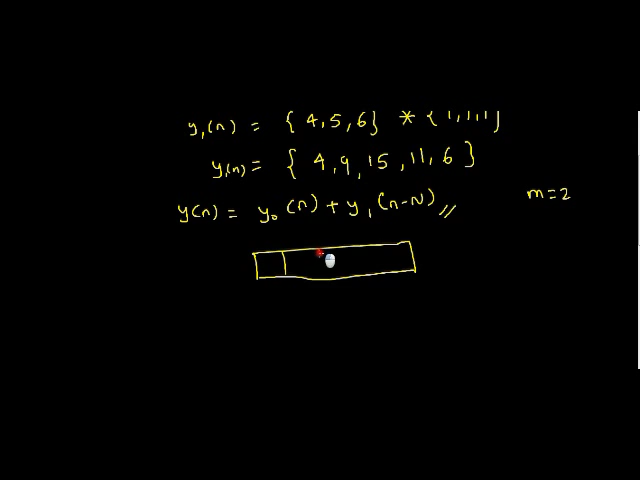 y₁(n) = { 4, 5, 6 } * { 1, 1, 1 }
y₁(n) = { 4, 9, 15, 11, 6 }
y(n) = y₀ (n) + y₁ (n-N) // m=2